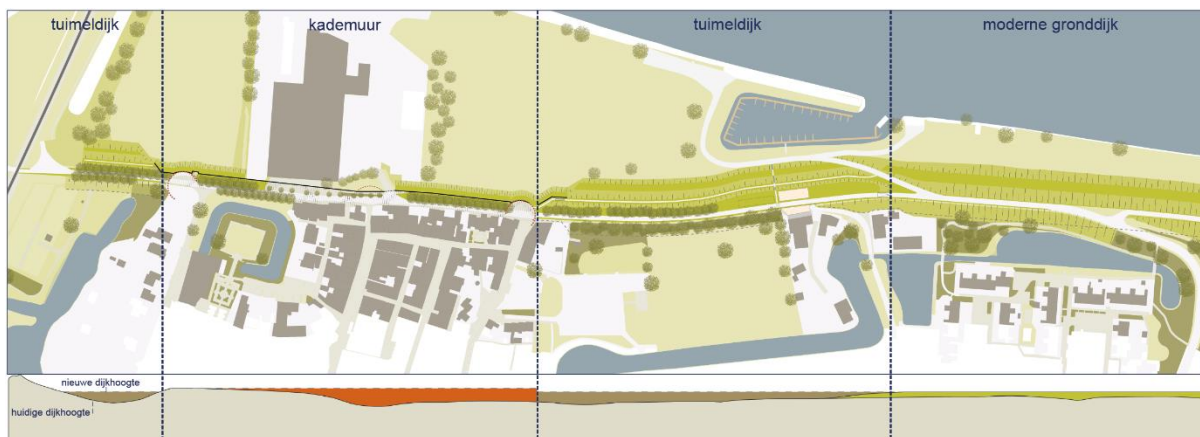 tuimeldijk
kademuur
tuimeldijk
moderne gronddijk
nieuwe dijkhoogte
huidige dijkhoogte